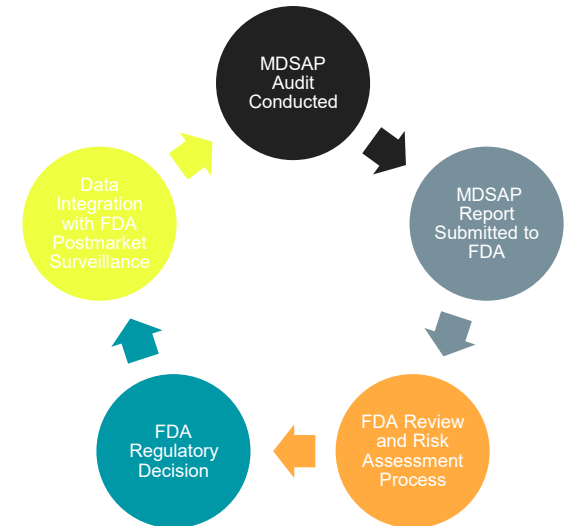 MDSAP
Audit
Conducted
MDSAP
Report
Submitted to
FDA
FDA Review
and Risk
Assessment
Process
FDA
Regulatory
Decision
Data
Integration
with FDA
Postmarket
Surveillance